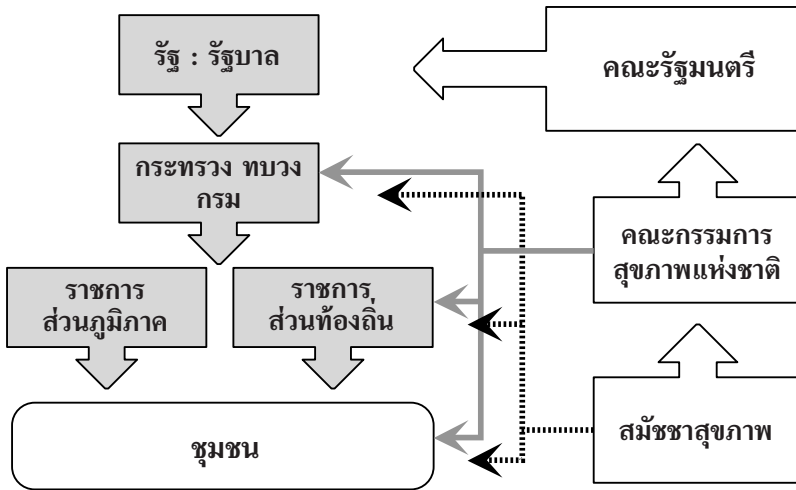 รัฐ : รัฐบาล
คณะรัฐมนตรี
กระทรวง ทบวง
กรม
คณะกรรมการ
สุขภาพแห่งชาติ
ราชการ
ส่วนภูมิภาค
ราชการ
ส่วนท้องถิ่น
ชุมชน
สมัชชาสุขภาพ